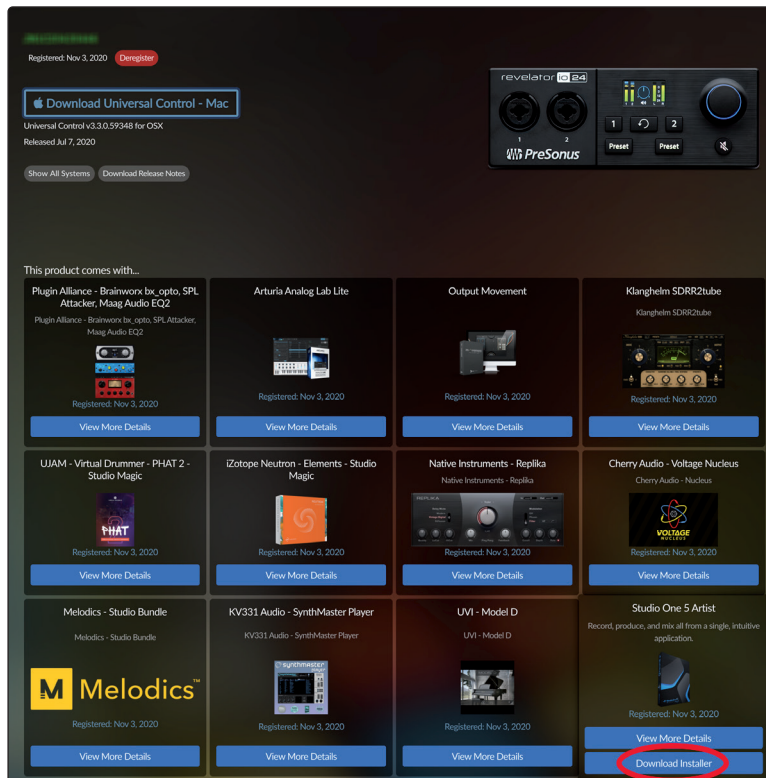 Registered: Nov 3, 2020 Deregister
Download Universal Control - Mac
Universal Control v3.3.0.59348 for OSX
Released Jul 7, 2020
Show All Systems Download Release Notes
revelator io 24
1 2
1 2
Preset Preset
PreSonus
This product comes with...
Plugin Alliance - Brainworx bx_opto, SPL
Attacker, Maag Audio EQ2
Plugin Alliance - Brainworx bx_opto, SPL Attacker,
Maag Audio EQ2
Registered: Nov 3, 2020
View More Details
Arturia Analog Lab Lite
Registered: Nov 3, 2020
View More Details
Output Movement
Registered: Nov 3, 2020
View More Details
Klanghelm SDRR2tube
Klanghelm SDRR2tube
Registered: Nov 3, 2020
View More Details
UJAM - Virtual Drummer - PHAT 2 -
Studio Magic
PHAT
Registered: Nov 3, 2020
View More Details
iZotope Neutron - Elements - Studio
Magic
Registered: Nov 3, 2020
View More Details
Native Instruments - Replika
Native Instruments - Replika
REPLIKA
Registered: Nov 3, 2020
View More Details
Cherry Audio - Voltage Nucleus
Cherry Audio - Nucleus
VOLTAGE
NUCLEUS
Registered: Nov 3, 2020
View More Details
Melodics - Studio Bundle
Melodics - Studio Bundle
M Melodics™
Registered: Nov 3, 2020
View More Details
KV331 Audio - SynthMaster Player
KV331 Audio - SynthMaster Player
synthmaster
player
Registered: Nov 3, 2020
View More Details
UVI - Model D
UVI - Model D
Registered: Nov 3, 2020
View More Details
Studio One 5 Artist
Record, produce, and mix all from a single, intuitive
application.
Registered: Nov 3, 2020
View More Details
Download Installer